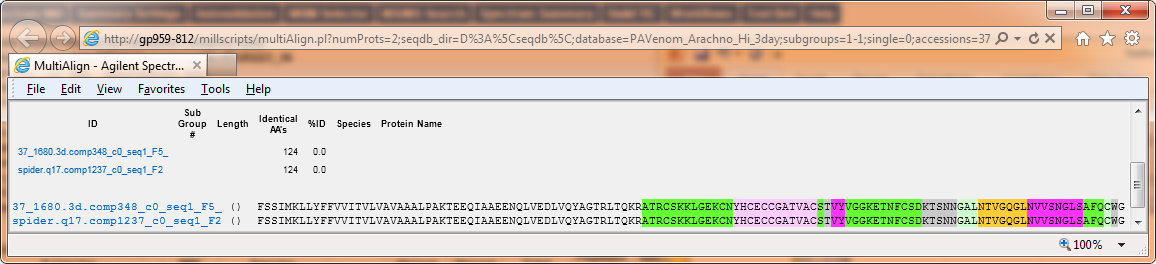 http://gp959-812/millscripts/multiAlign.pl?numProts=2;seqdb_dir=D%3A%5Cseqdb%5C;database=PAVenom_Arachno_Hi_3day;subgroups=1-1;single=0;accessions=37
MultiAlign - Agilent Spectr...
File Edit View Favorites Tools Help
ID Sub Group # Length Identical AA's %ID Species Protein Name
37_1680.3d.comp348_c0_seq1_F5_ 124 0.0
spider.q17.comp1237_c0_seq1_F2 124 0.0
37_1680.3d.comp348_c0_seq1_F5_ () FSSIMKLLYFFVVITVLVAVAAALPAKTEEQIAAEENQLVEDLVQYAGTRLTQKRATRCSKKLGEKCNYHCECCGATVACSTVYVGGKETNFCSDKTSNNGALNTVGQGLNVVSNGLSAFQCWG
spider.q17.comp1237_c0_seq1_F2 () FSSIMKLLYFFVVITVLVAVAAALPAKTEEQIAAEENQLVEDLVQYAGTRLTQKRATRCSKKLGEKCNYHCECCGATVACSTVYVGGKETNFCSDKTSNNGALNTVGQGLNVVSNGLSAFQCWG
100%